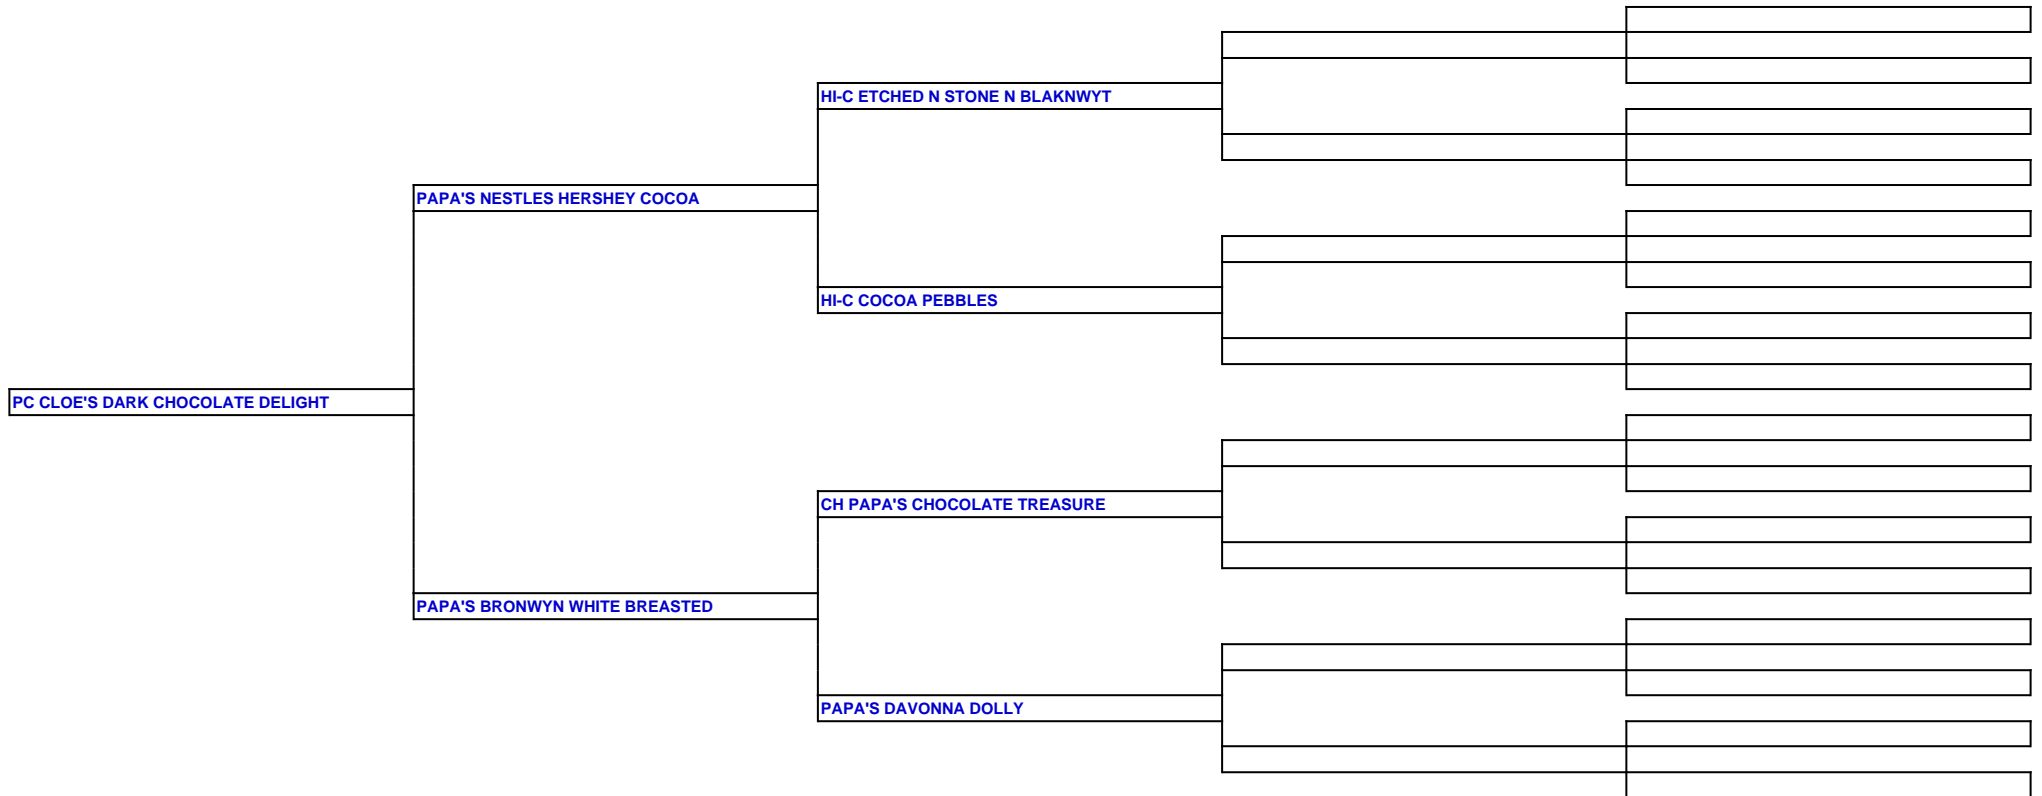 HI-C ETCHED N STONE N BLAKNWYT
PAPA'S NESTLES HERSHEY COCOA
HI-C COCOA PEBBLES
PC CLOE'S DARK CHOCOLATE DELIGHT
CH PAPA'S CHOCOLATE TREASURE
PAPA'S BRONWYN WHITE BREASTED
PAPA'S DAVONNA DOLLY